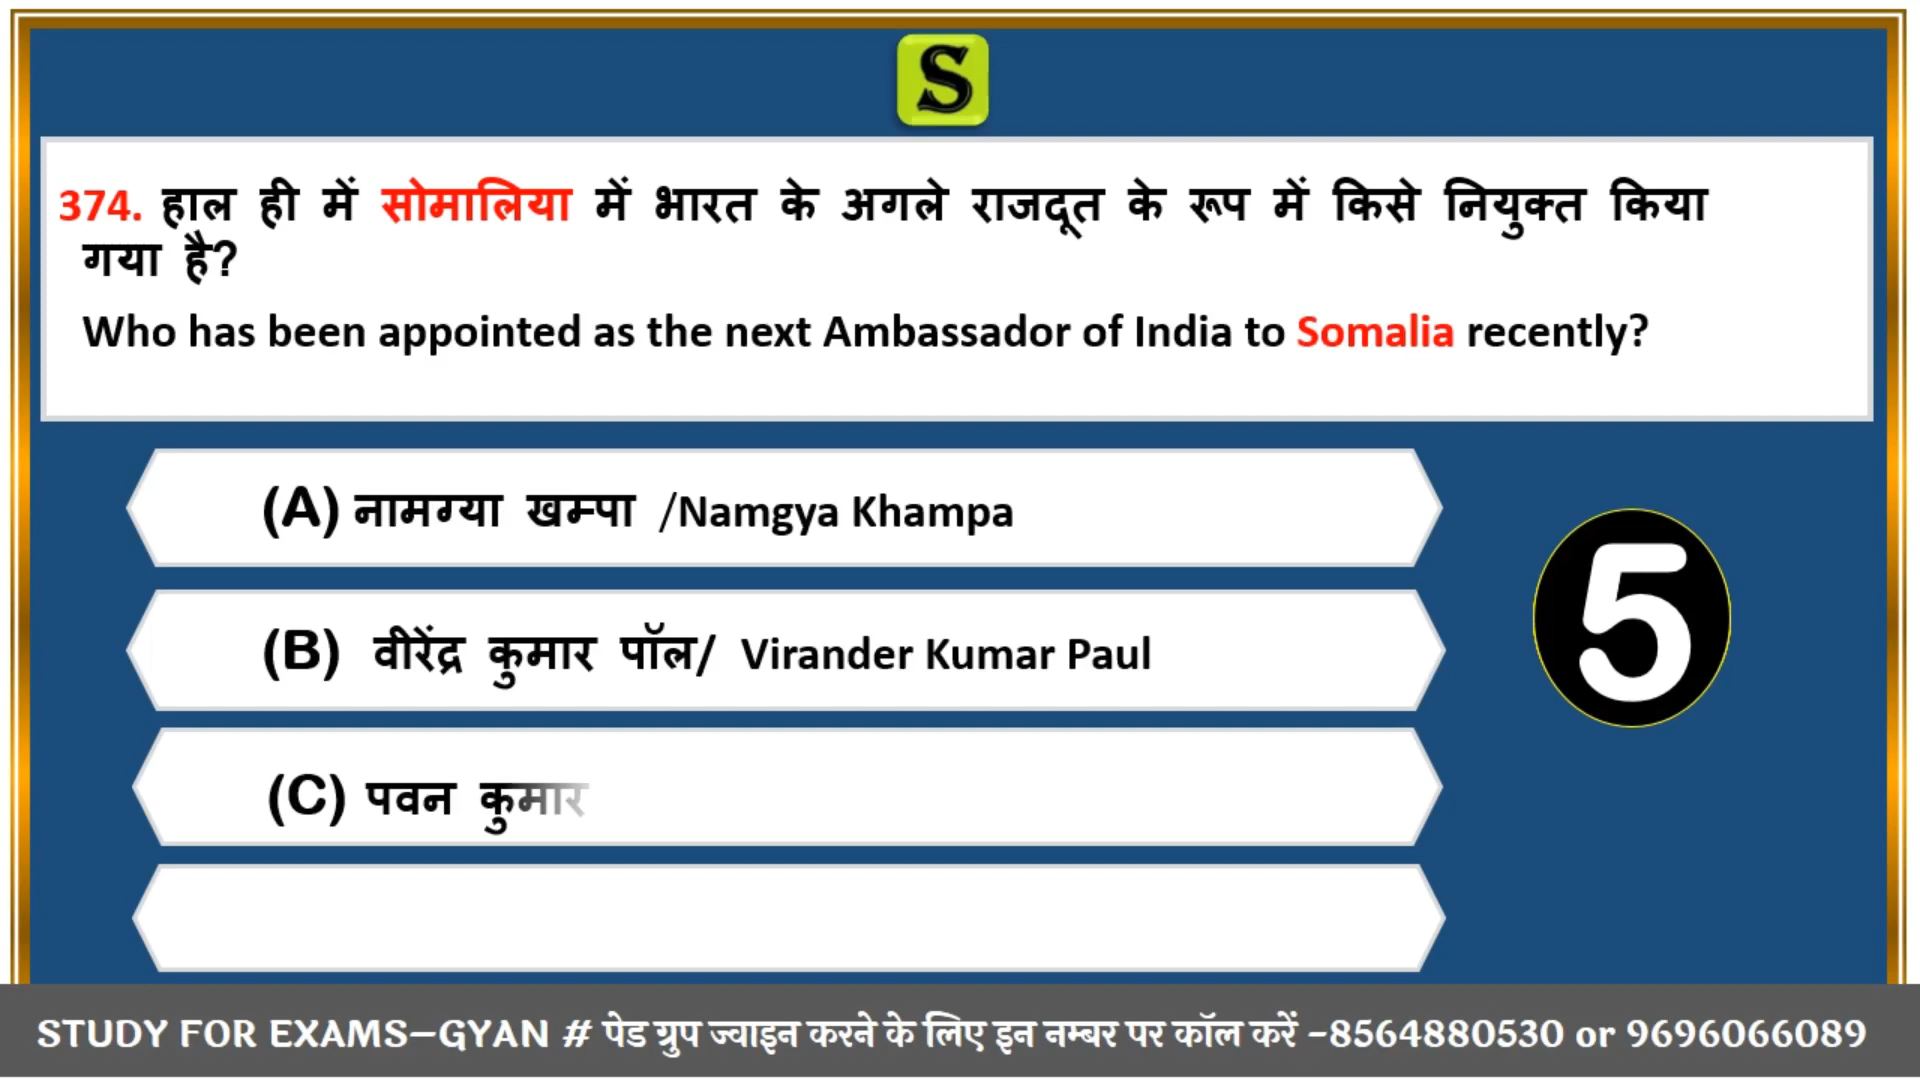 S
374. हाल ही में सोमालिया में भारत के अगले राजदूत के रूप में किसे नियुक्त किया
गया है?
Who has been appointed as the next Ambassador of India to Somalia recently?
(A) नामग्या खम्पा /Namgya Khampa
(B) वीरेंद्र कुमार पॉल/ Virander Kumar Paul
5
(C) पवन कुमार
STUDY FOR EXAMS–GYAN # पेड ग्रुप ज्वाइन करने के लिए इन नम्बर पर कॉल करें –8564880530 or 9696066089